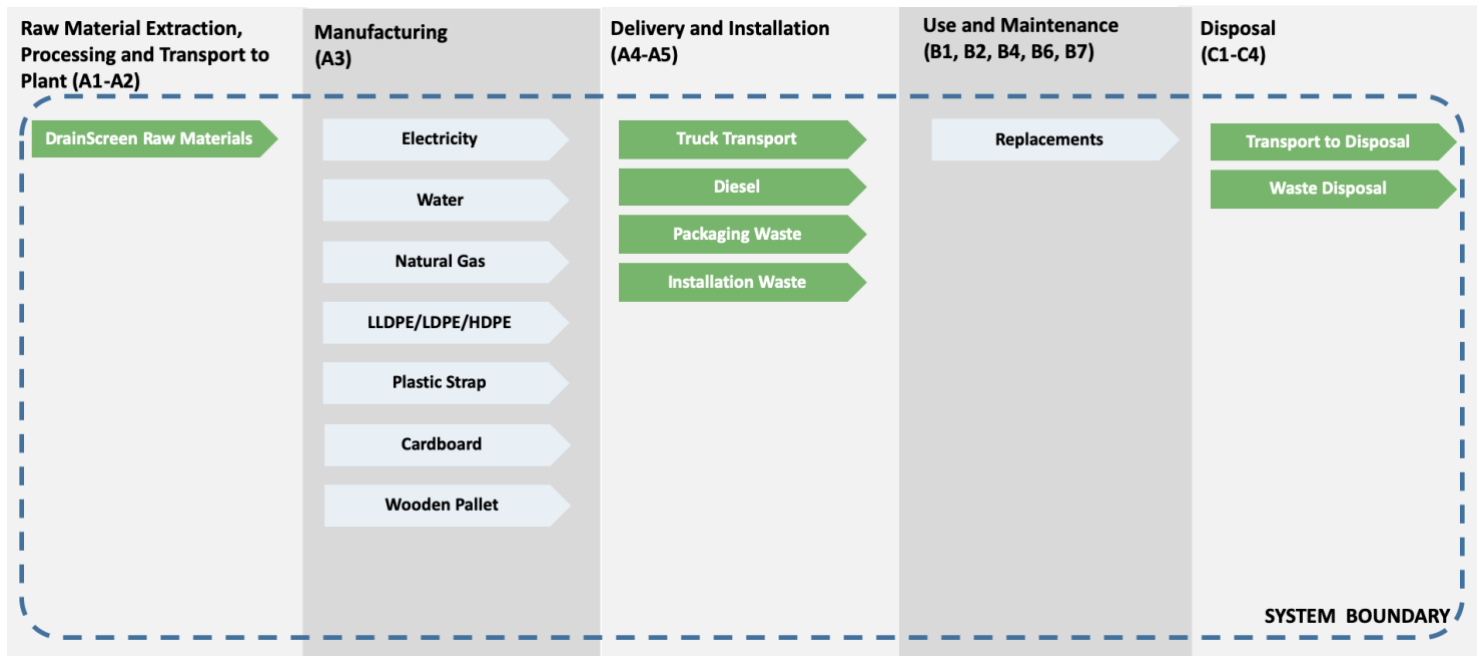 Raw Material Extraction,
Processing and Transport to
Plant (A1-A2)
DrainScreen Raw Materials
Manufacturing
(A3)
Electricity
Water
Natural Gas
LLDPE/LDPE/HDPE
Plastic Strap
Cardboard
Wooden Pallet
Delivery and Installation
(A4-A5)
Truck Transport
Diesel
Packaging Waste
Installation Waste
Use and Maintenance
(B1, B2, B4, B6, B7)
Replacements
Disposal
(C1-C4)
Transport to Disposal
Waste Disposal
SYSTEM BOUNDARY